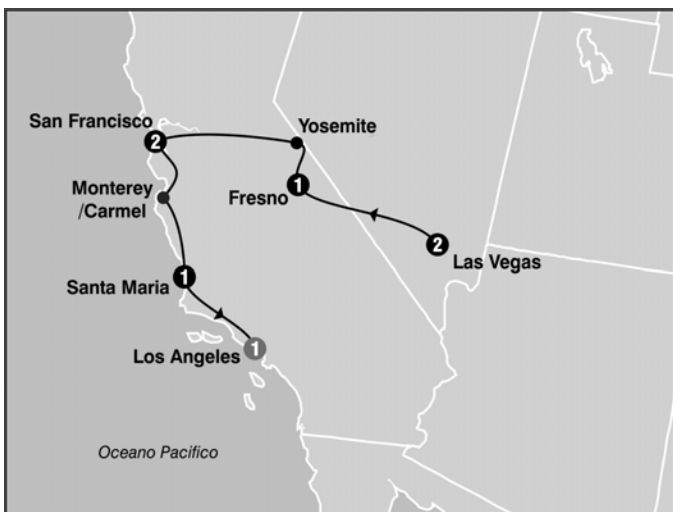 San Francisco
2
Yosemite
Monterey
/Carmel
Fresno
1
2
Las Vegas
Santa Maria
1
Los Angeles
1
Oceano Pacifico